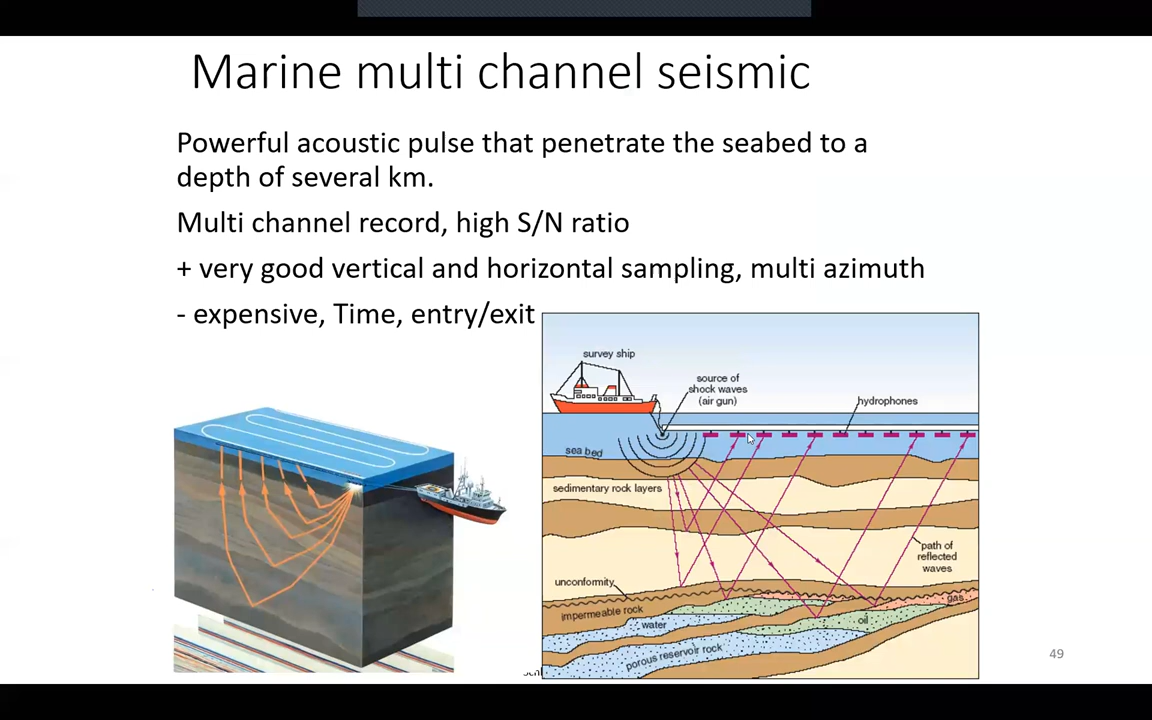 Marine multi channel seismic
Powerful acoustic pulse that penetrate the seabed to a
depth of several km.
Multi channel record, high S/N ratio
+ very good vertical and horizontal sampling, multi azimuth
- expensive, Time, entry/exit
survey ship
source of
shock waves
(air gun)
hydrophones
sea bed
sedimentary rock layers
path of
reflected
waves
unconformity
gas
impermeable rock
oil
water
porous reservoir rock
49